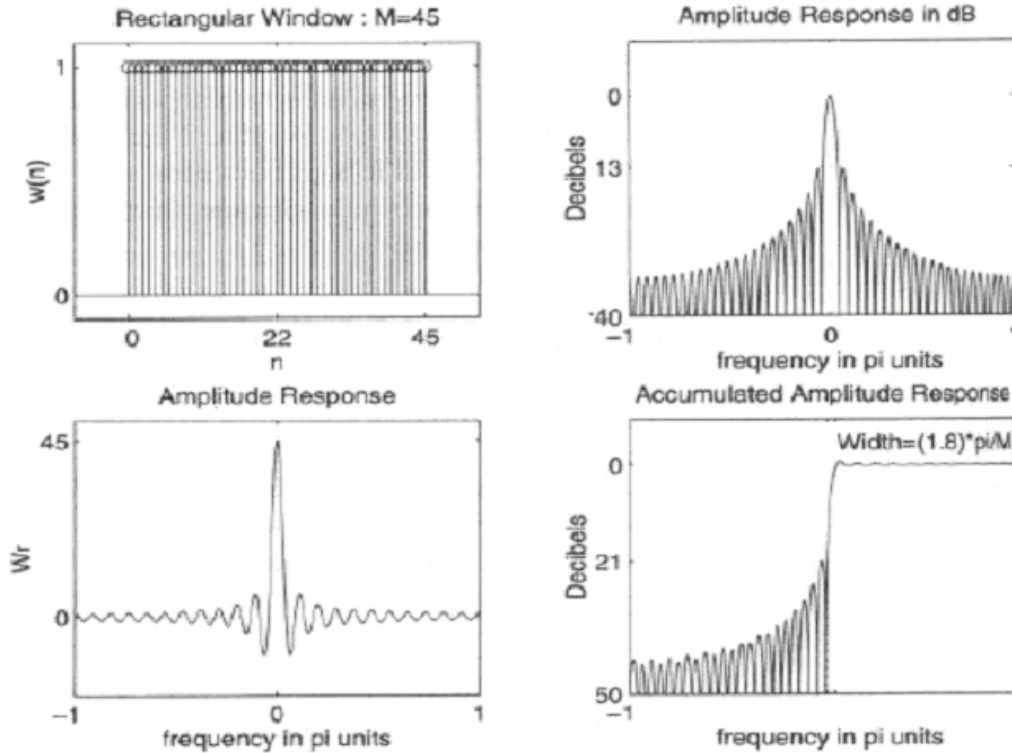 Rectangular Window : M=45
1
w(n)
0
0
22
45
n
Amplitude Response in dB
0
13
Decibels
-40
-1
0
frequency in pi units
Amplitude Response
45
Wr
0
-1
0
1
frequency in pi units
Accumulated Amplitude Response
Width=(1.8)*pi/M
0
21
Decibels
50
-1
0
frequency in pi units